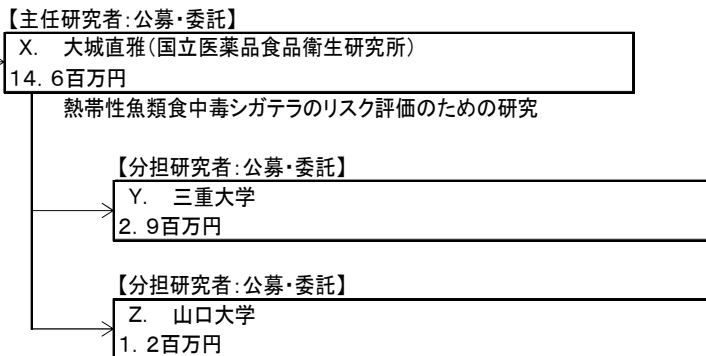 【主任研究者:公募・委託】
X. 大城直雅(国立医薬品食品衛生研究所)
14.6百万円
熱帯性魚類食中毒シガテラのリスク評価のための研究
【分担研究者:公募・委託】
Y. 三重大学
2.9百万円
【分担研究者:公募・委託】
Z. 山口大学
1.2百万円